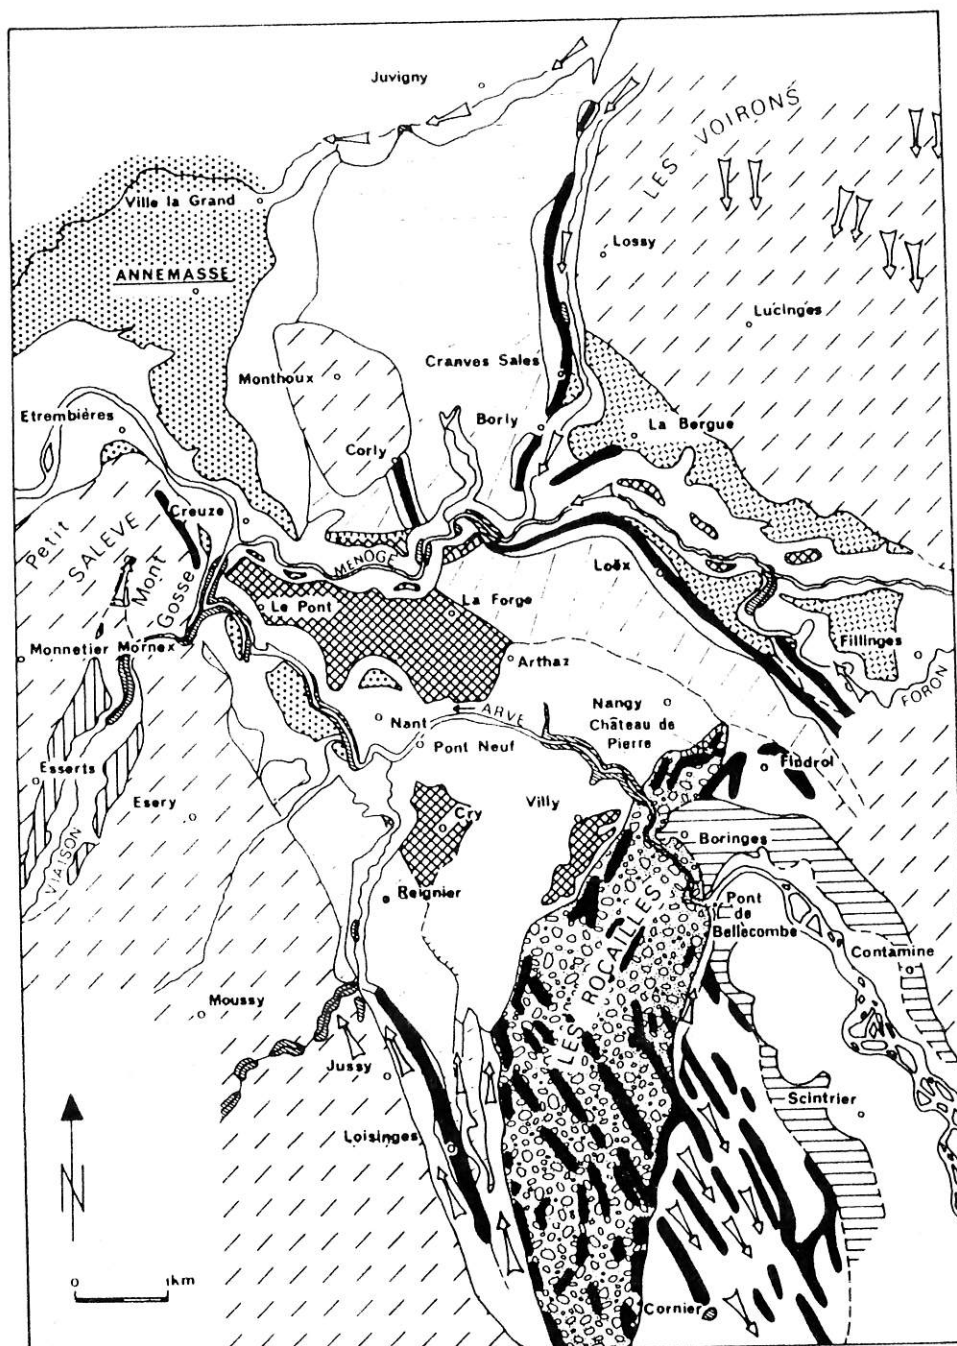 Juvigny
LES VOIRONS
Ville la Grand
Lossy
ANNEMASSE
Lucinges
Cranves Sales
Monthoux
Etrembières
Borly
La Bergue
Corly
Creuze
Petit
SALEVE
MENOGE
Mont
Gosse
Loëx
Le Pont
La Forge
Fillinges
Monnetier Mornex
Arthaz
FORON
ARVE
Nangy
Nant
Château de
Pierre
Pont Neuf
Findrol
Esserts
Esery
Villy
Cry
Boringes
VIAISON
Reignier
Pont
de
Bellecombe
LES ROCAILLES
Contamine
Moussy
Jussy
Scintrier
N
Loisinges
0 1km
Cornier